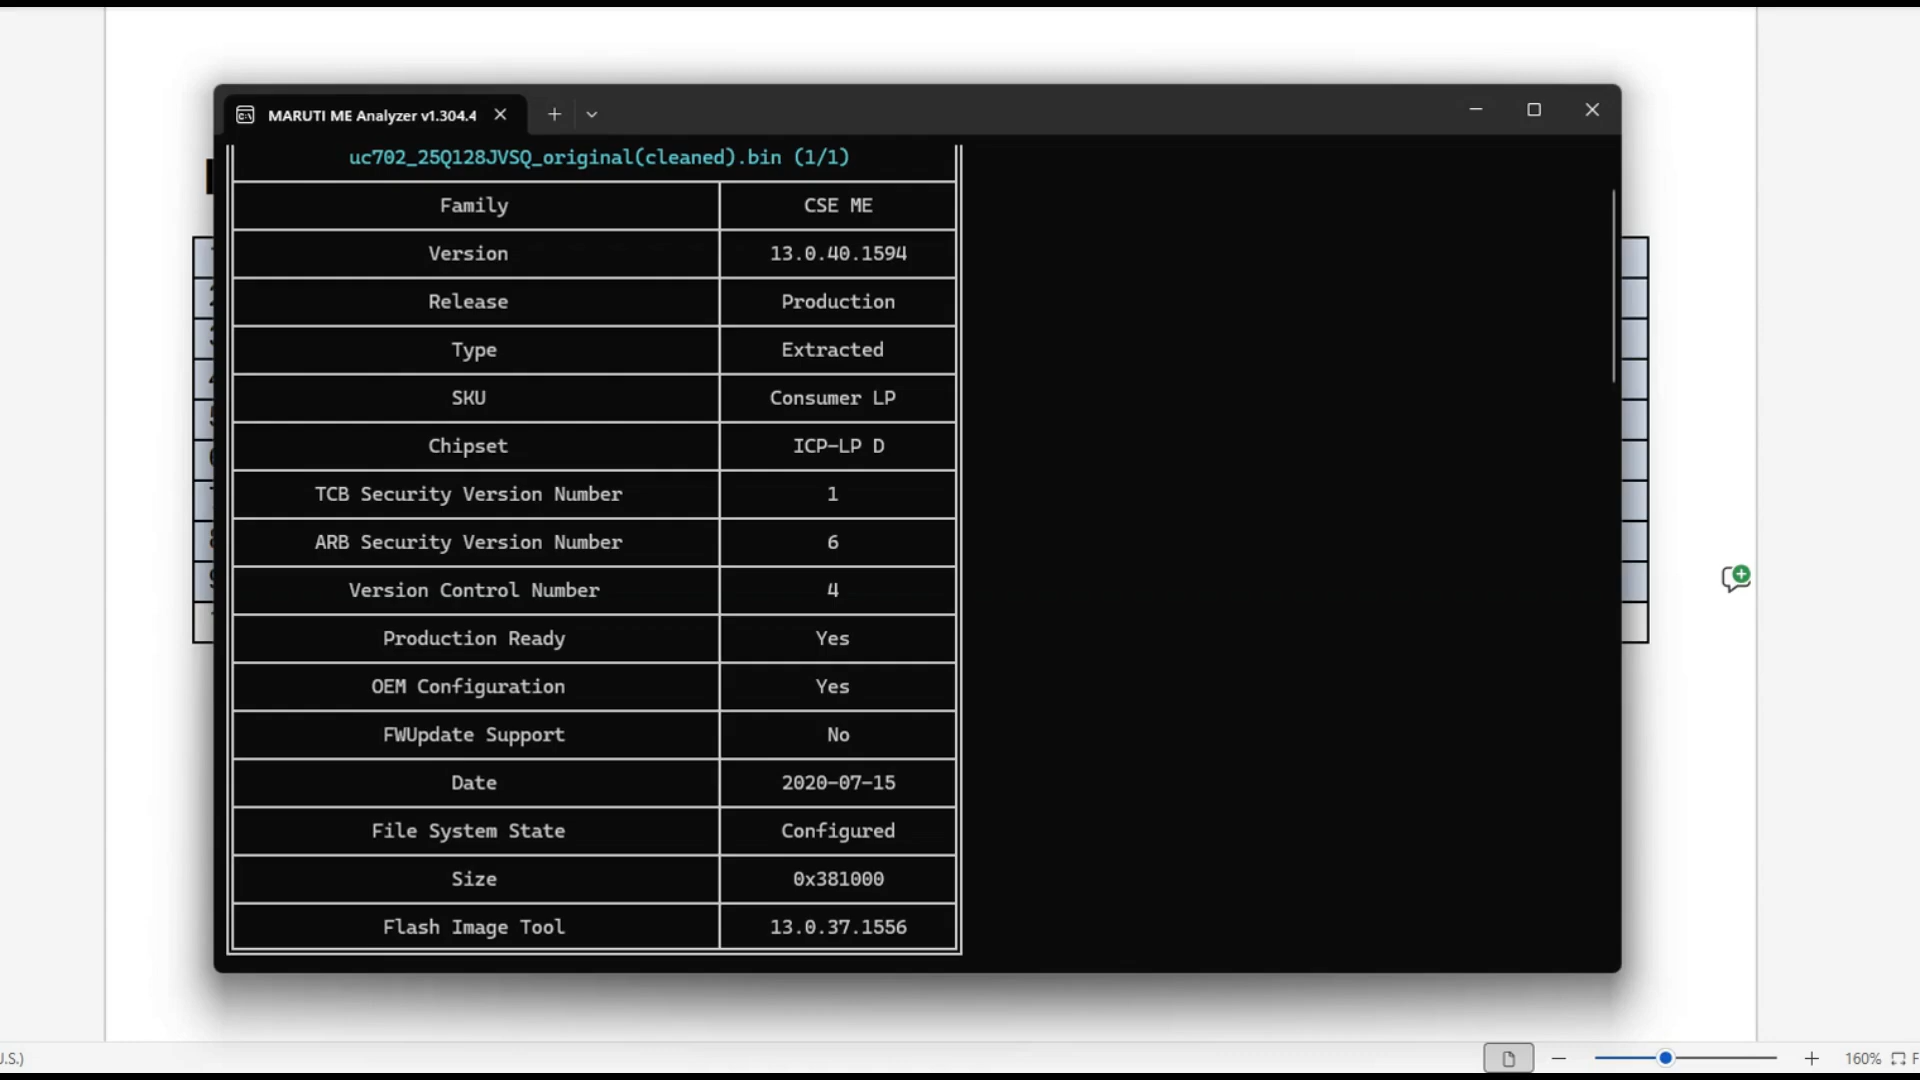 MARUTI ME Analyzer v1.304.4
uc702_25Q128JVSQ_original(cleaned).bin (1/1)
Family CSE ME
Version 13.0.40.1594
Release Production
Type Extracted
SKU Consumer LP
Chipset ICP-LP D
TCB Security Version Number 1
ARB Security Version Number 6
Version Control Number 4
Production Ready Yes
OEM Configuration Yes
FWUpdate Support No
Date 2020-07-15
File System State Configured
Size 0x381000
Flash Image Tool 13.0.37.1556
J.S.) 160% F